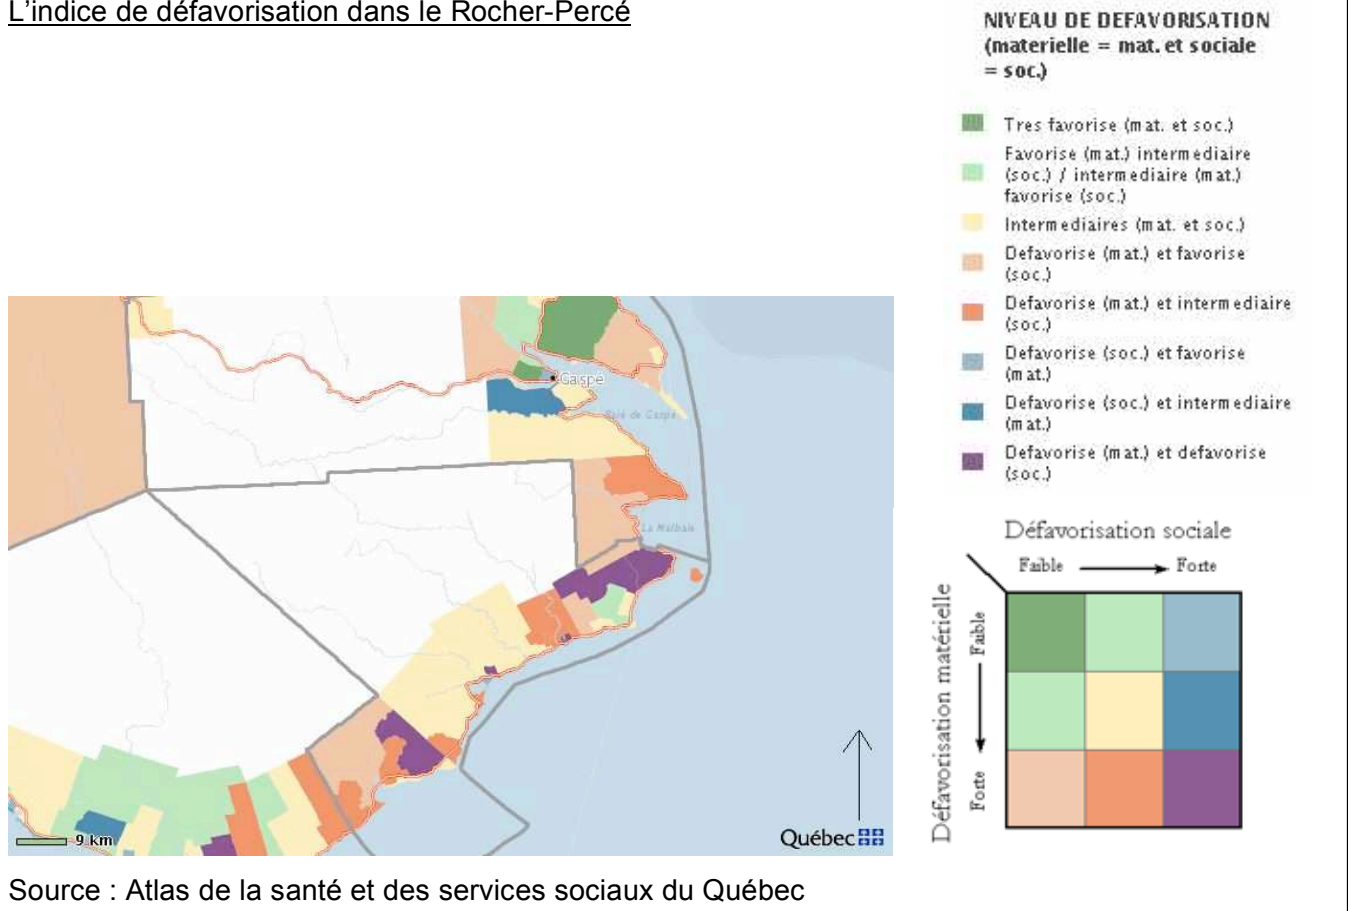 L'indice de défavorisation dans le Rocher-Percé
NIVEAU DE DEFAVORISATION
(materielle = mat. et sociale
= soc.)
Tres favorise (mat. et soc.)
Favorise (mat.) intermediaire
(soc.) / intermediaire (mat.)
favorise (soc.)
Intermediaires (mat. et soc.)
Defavorise (mat.) et favorise
(soc.)
Defavorise (mat.) et intermediaire
(soc.)
Defavorise (soc.) et favorise
(mat.)
Defavorise (soc.) et intermediaire
(mat.)
Defavorise (mat.) et defavorise
(soc.)
Gaspé
Baie de Gaspé
La Malbaie
9 km
Québec
Défavorisation sociale
Faible
Forte
Défavorisation matérielle
Faible
Forte
Source : Atlas de la santé et des services sociaux du Québec